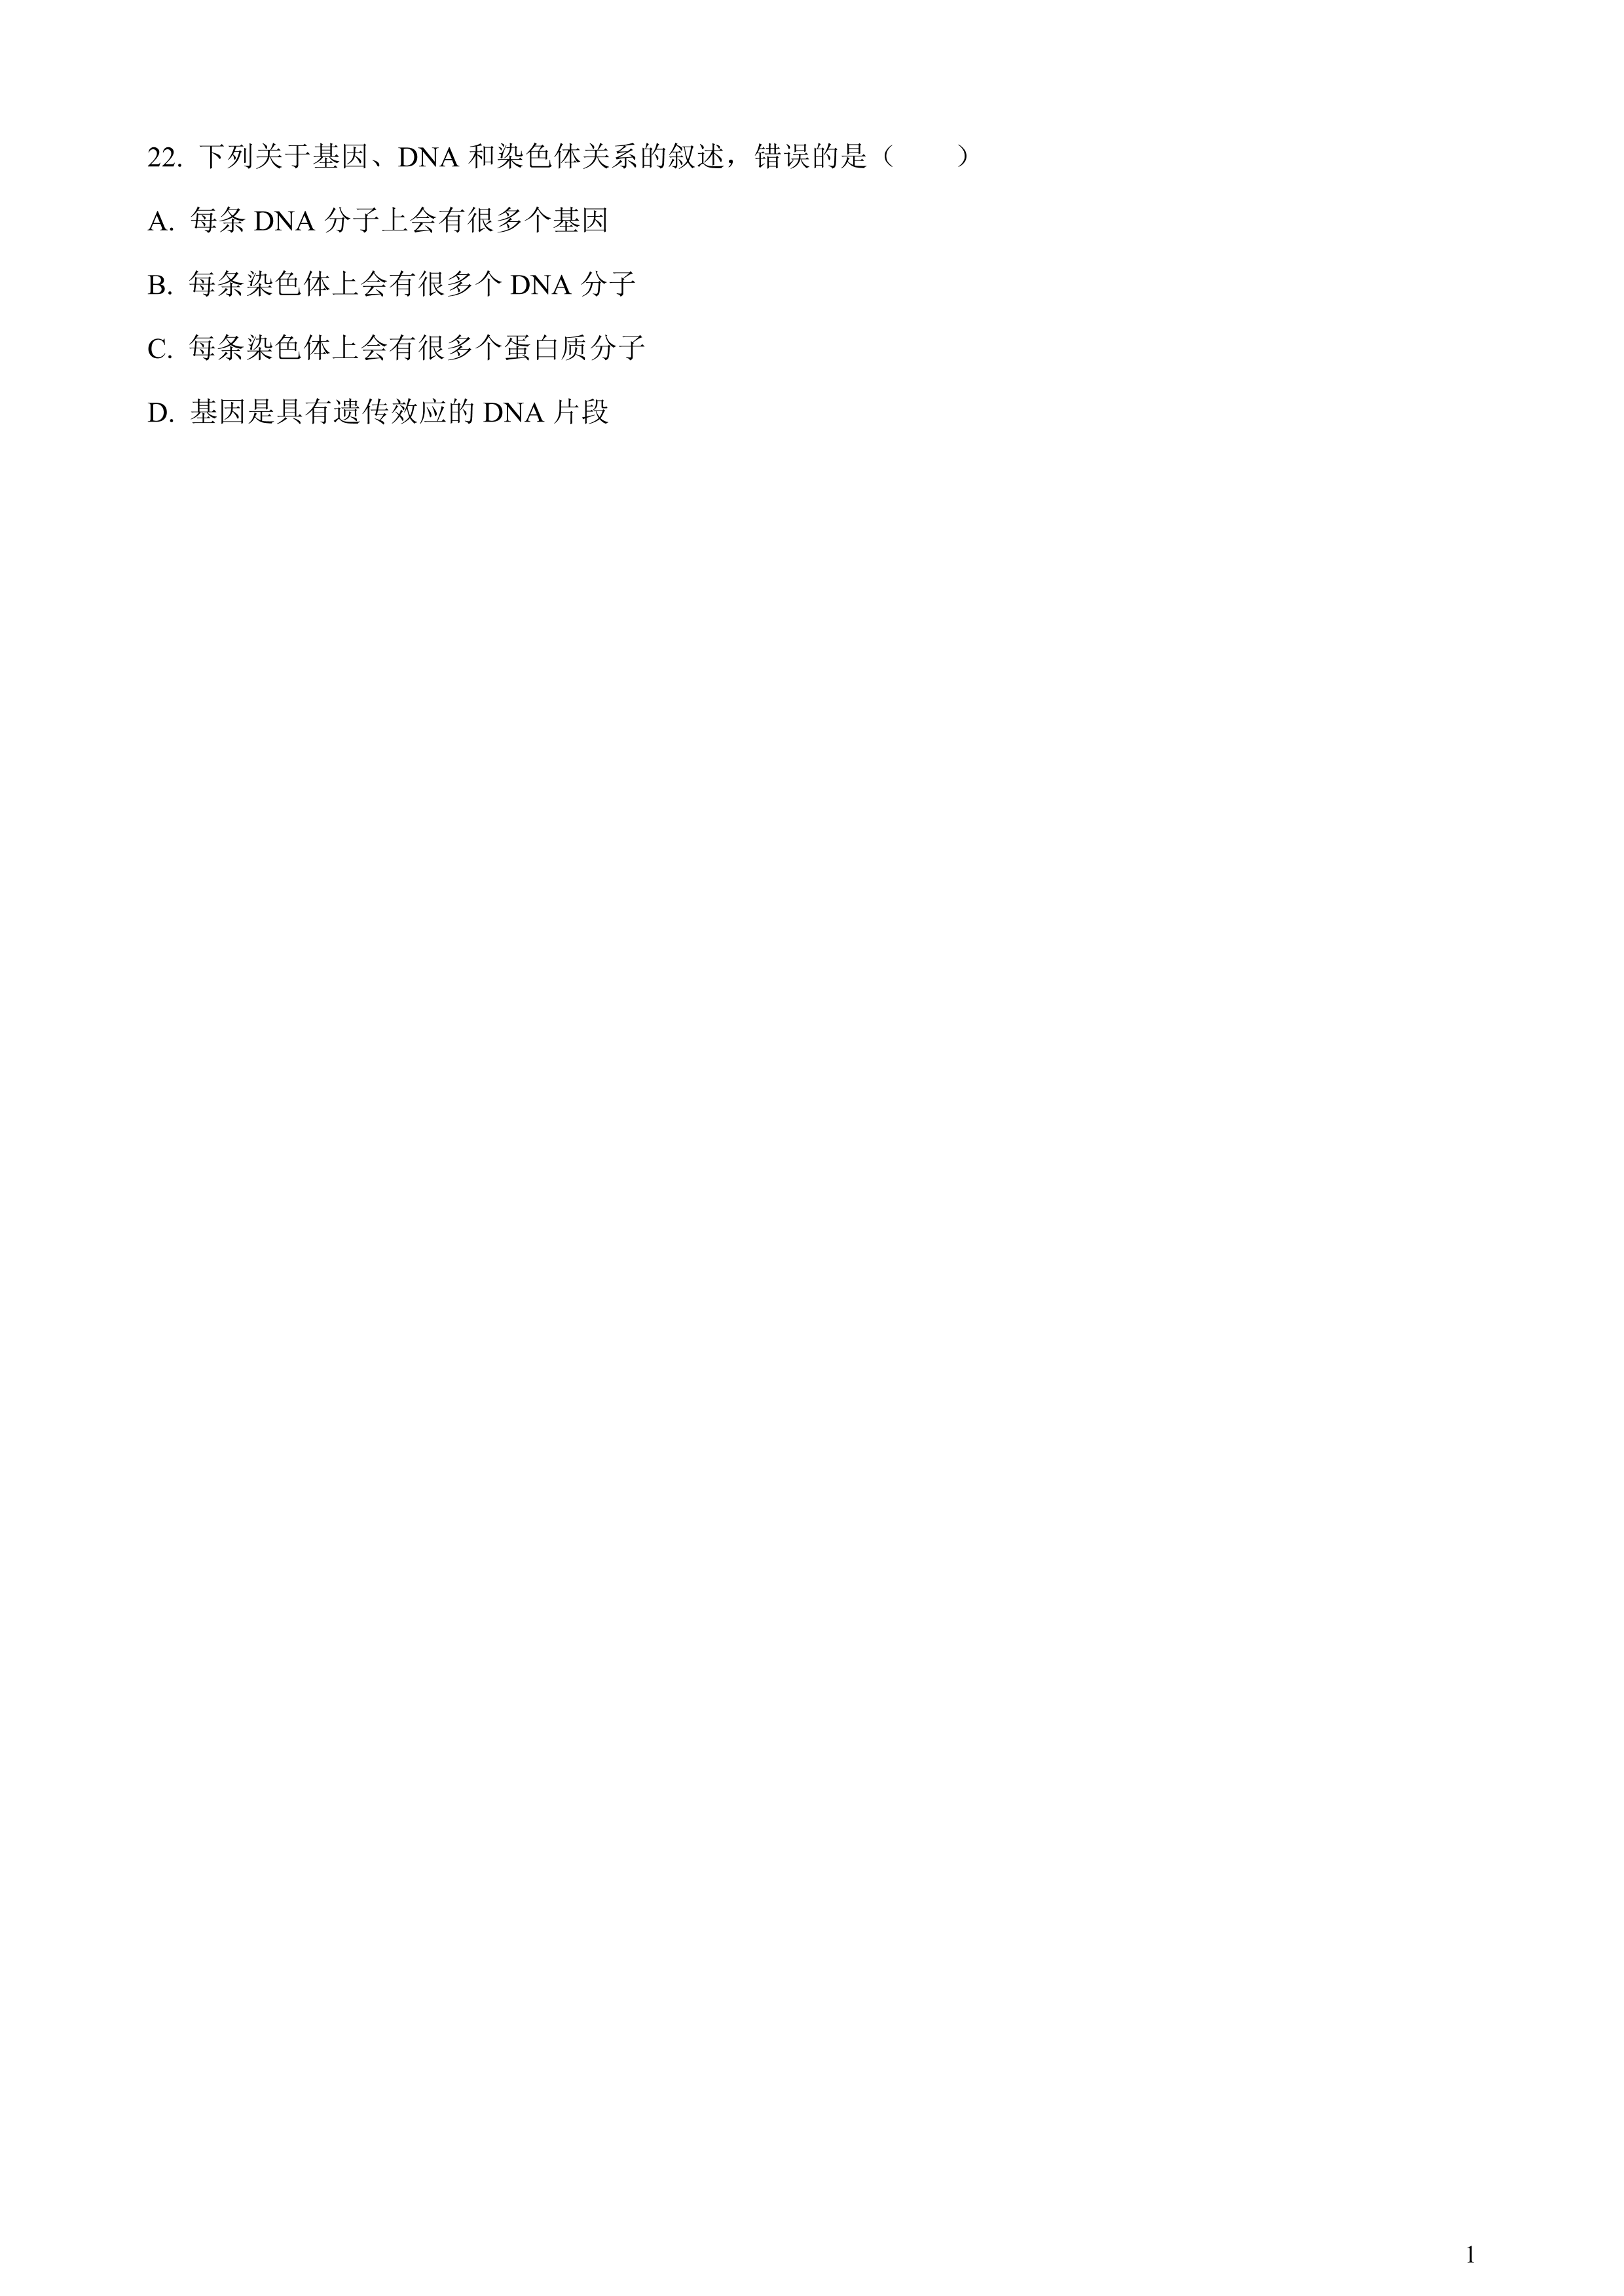 22. 下列关于基因、DNA 和染色体关系的叙述，错误的是（　　）
A. 每条 DNA 分子上会有很多个基因
B. 每条染色体上会有很多个 DNA 分子
C. 每条染色体上会有很多个蛋白质分子
D. 基因是具有遗传效应的 DNA 片段
1